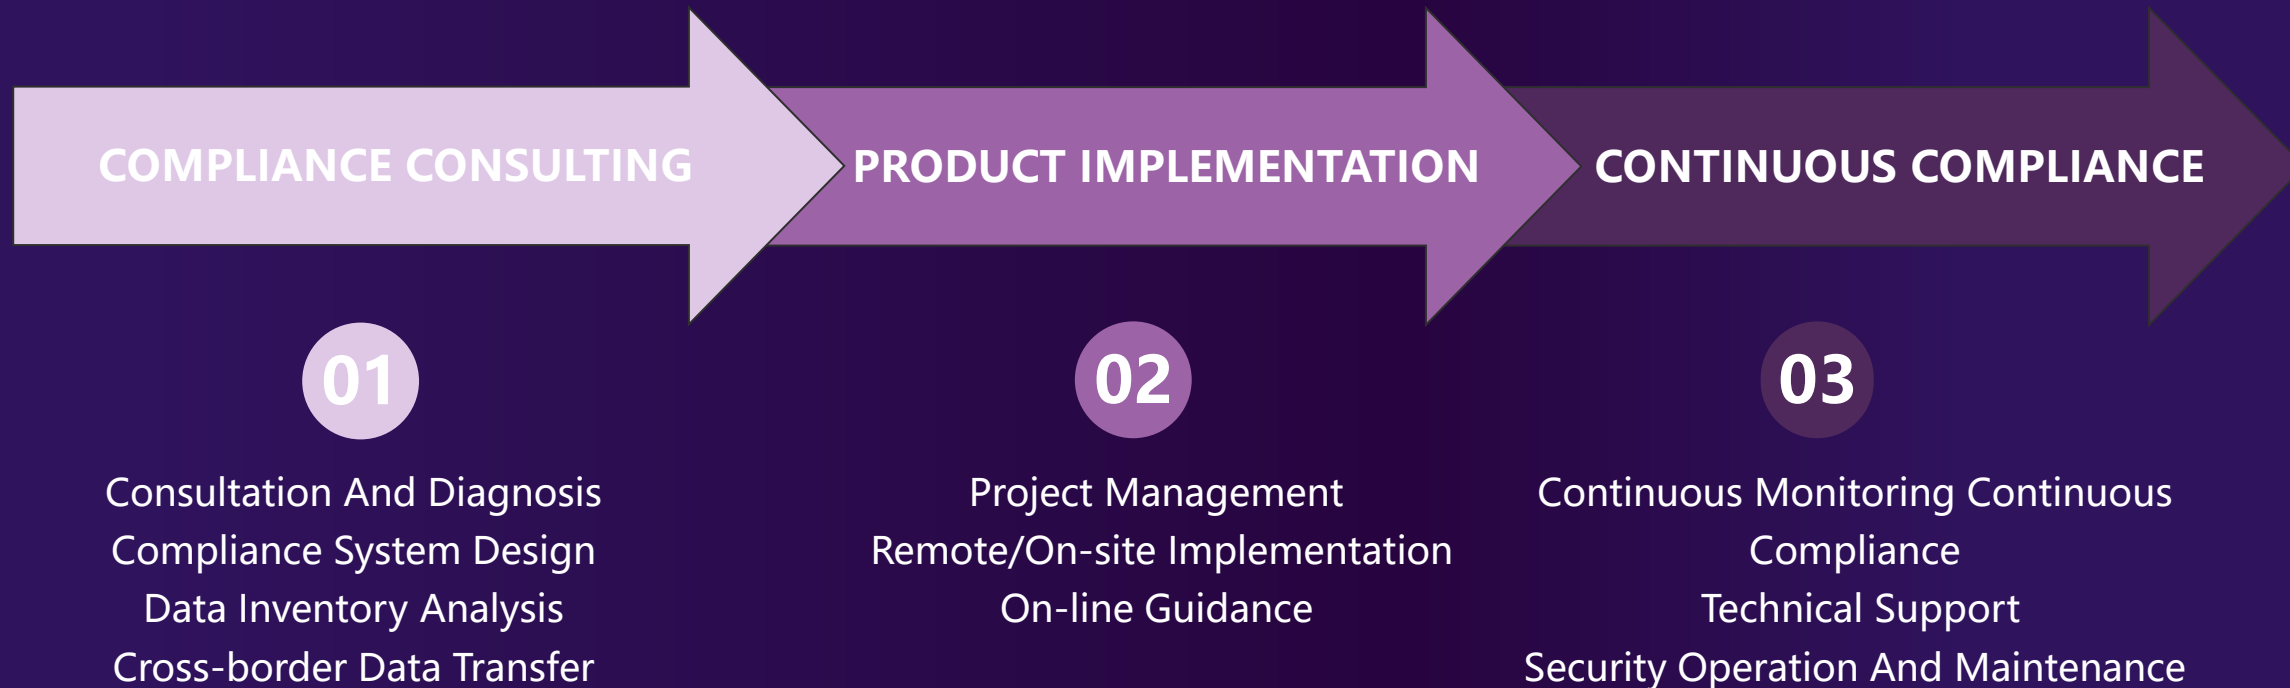 COMPLIANCE CONSULTING
PRODUCT IMPLEMENTATION
CONTINUOUS COMPLIANCE
01
Consultation And Diagnosis
Compliance System Design
Data Inventory Analysis
Cross-border Data Transfer
02
Project Management
Remote/On-site Implementation
On-line Guidance
03
Continuous Monitoring Continuous
Compliance
Technical Support
Security Operation And Maintenance